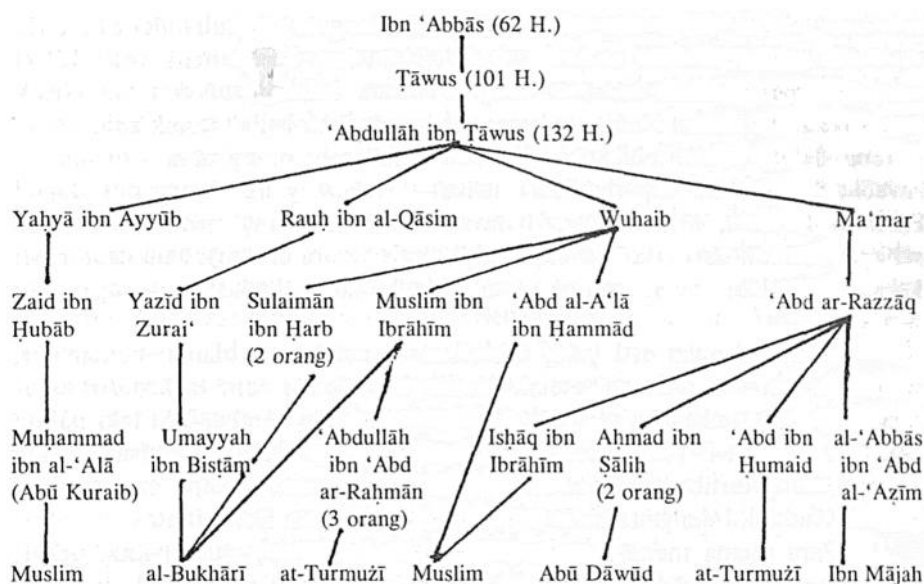 Ibn ‘Abbās (62 H.)
Ṭāwus (101 H.)
‘Abdullāh ibn Ṭāwus (132 H.)
Yaḥyā ibn Ayyūb Rauḥ ibn al-Qāsim Wuhaib Ma‘mar
Zaid ibn Yazīd ibn Sulaimān Muslim ibn ‘Abd al-A‘lā ‘Abd ar-Razzāq
Ḥubāb Zurai‘ ibn Ḥarb Ibrāhīm ibn Ḥammād
(2 orang)
Muḥammad Umayyah ‘Abdullāh Isḥāq ibn Aḥmad ibn ‘Abd ibn al-‘Abbās
ibn al-‘Alā ibn Bisṭām ibn ‘Abd Ibrāhīm Ṣāliḥ Ḥumaid ibn ‘Abd
(Abū Kuraib) ar-Raḥmān (2 orang) al-‘Aẓīm
(3 orang)
Muslim al-Bukhārī at-Turmużī Muslim Abū Dāwūd at-Turmużī Ibn Mājah